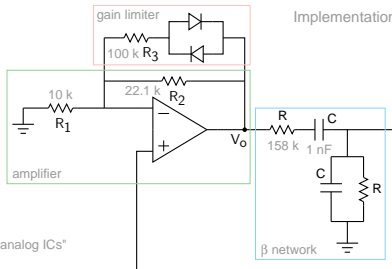 gain limiter
Implementation
100 k R3
22.1 k R2
10 k
R1
−
+
Vo
amplifier
R C
158 k 1 nF
C R
β network
analog ICs"